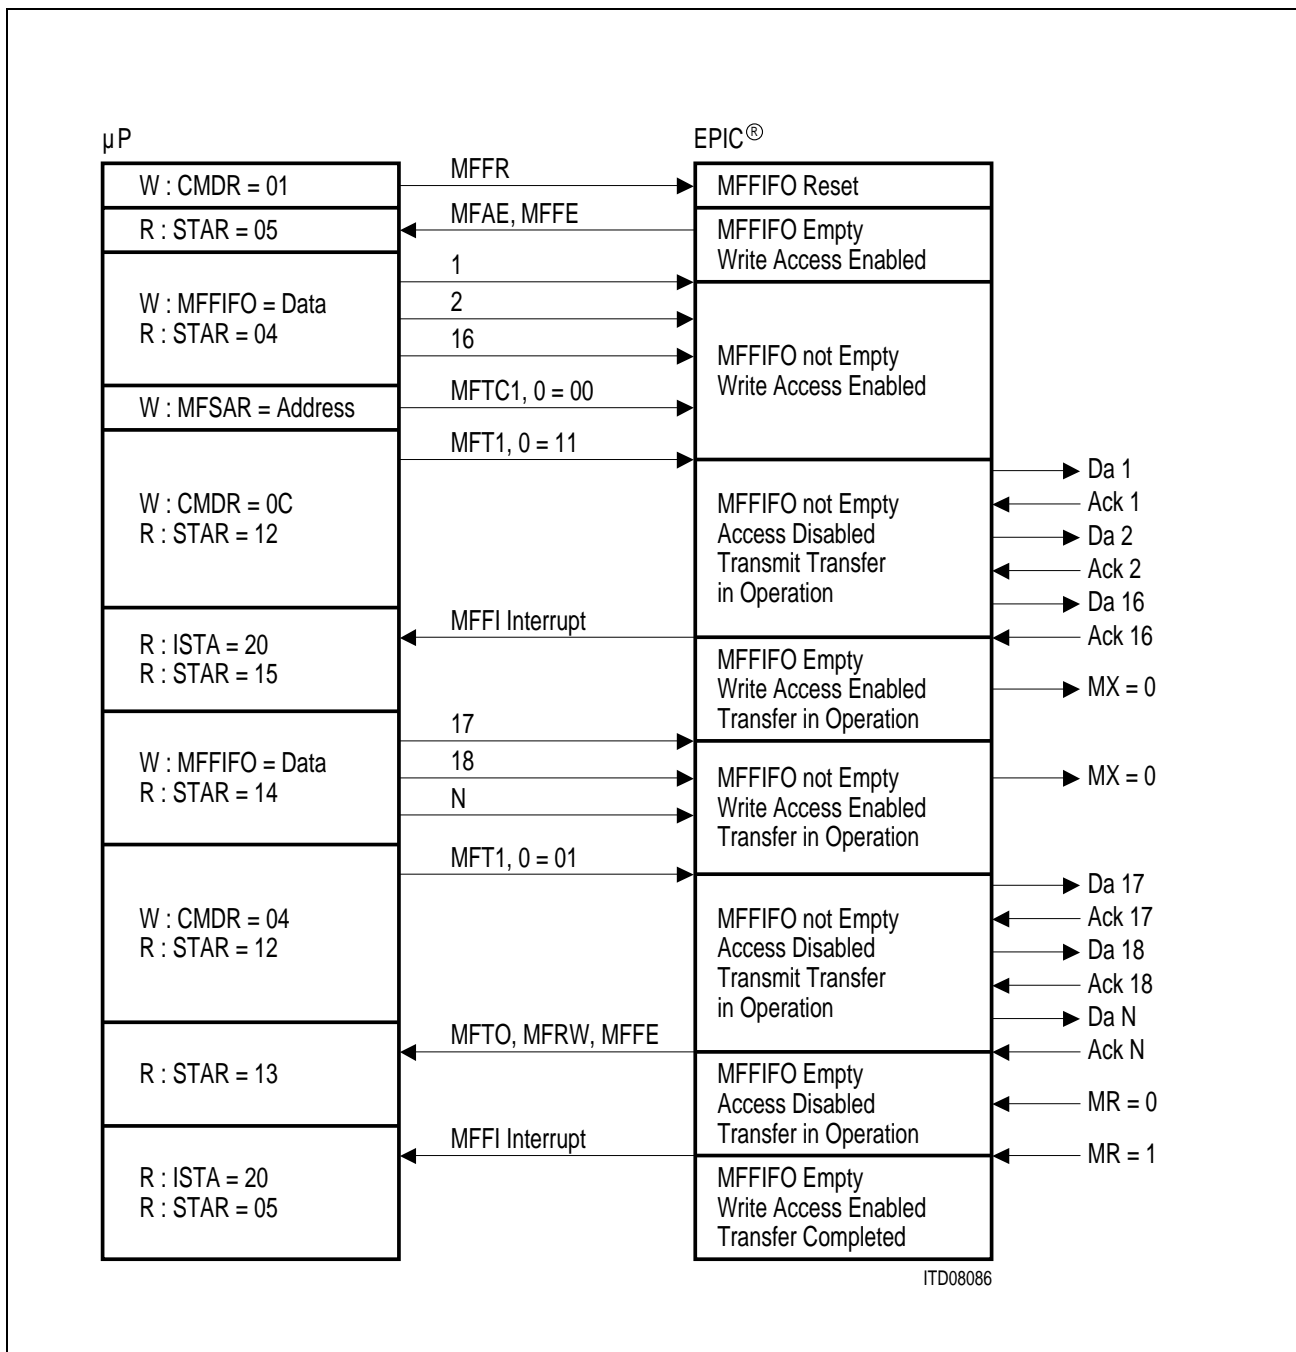 µP
EPIC®
W : CMDR = 01
MFFR
MFFIFO Reset
R : STAR = 05
MFAE, MFFE
MFFIFO Empty
Write Access Enabled
W : MFFIFO = Data
R : STAR = 04
1
2
16
MFFIFO not Empty
Write Access Enabled
W : MFSAR = Address
MFTC1, 0 = 00
MFT1, 0 = 11
W : CMDR = 0C
R : STAR = 12
MFFIFO not Empty
Access Disabled
Transmit Transfer
in Operation
Da 1
Ack 1
Da 2
Ack 2
Da 16
Ack 16
MFFI Interrupt
R : ISTA = 20
R : STAR = 15
MFFIFO Empty
Write Access Enabled
Transfer in Operation
MX = 0
W : MFFIFO = Data
R : STAR = 14
17
18
N
MFFIFO not Empty
Write Access Enabled
Transfer in Operation
MX = 0
MFT1, 0 = 01
W : CMDR = 04
R : STAR = 12
MFFIFO not Empty
Access Disabled
Transmit Transfer
in Operation
Da 17
Ack 17
Da 18
Ack 18
Da N
Ack N
MFTO, MFRW, MFFE
R : STAR = 13
MFFIFO Empty
Access Disabled
Transfer in Operation
MR = 0
MR = 1
MFFI Interrupt
R : ISTA = 20
R : STAR = 05
MFFIFO Empty
Write Access Enabled
Transfer Completed
ITD08086